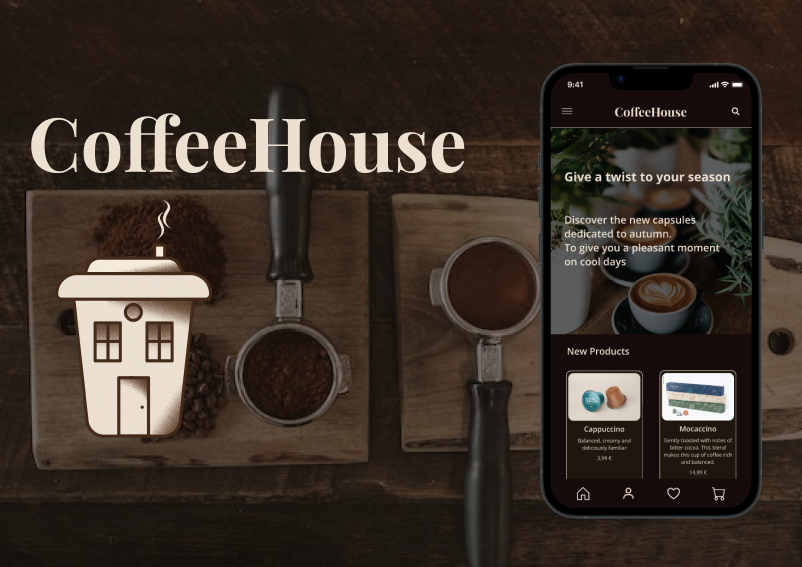 CoffeeHouse
9:41
CoffeeHouse
Give a twist to your season
Discover the new capsules
dedicated to autumn.
To give you a pleasant moment
on cool days
New Products
Cappuccino
Balanced, creamy and
deliciously familiar
3,99 €
Mocaccino
Gently toasted with notes of
bitter cocoa. This blend
makes this cup of coffee rich
and balanced.
14,99 €